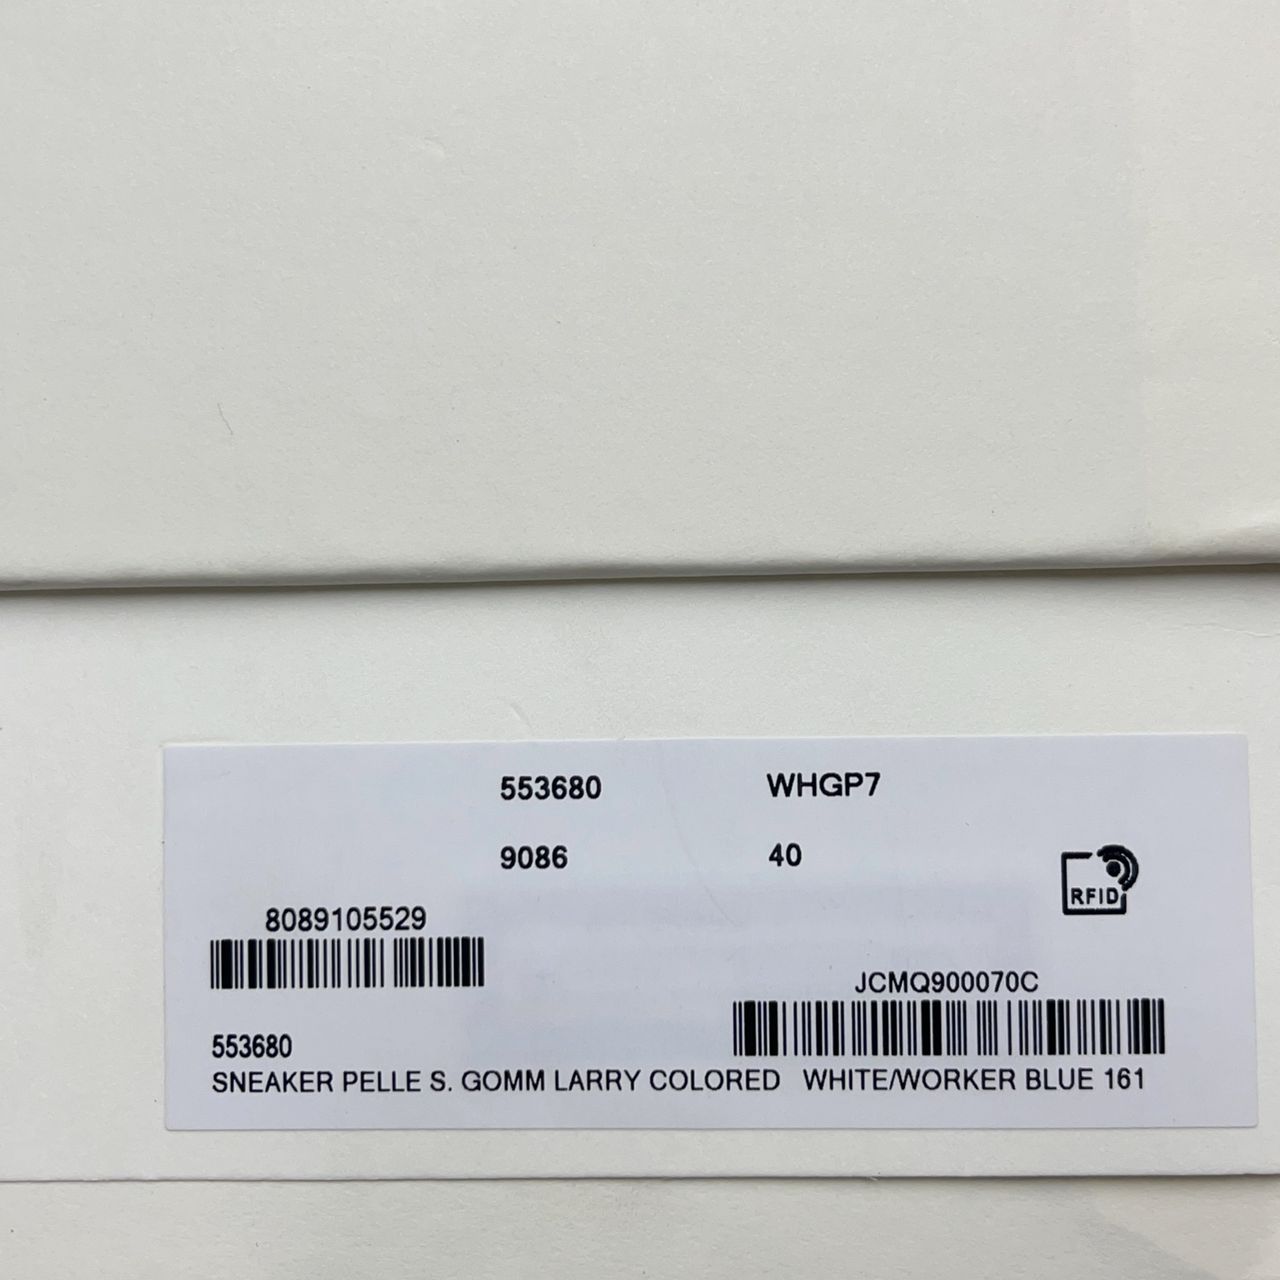 553680 WHGP7
9086 40
RFID
8089105529
JCMQ900070C
553680
SNEAKER PELLE S. GOMM LARRY COLORED WHITE/WORKER BLUE 161